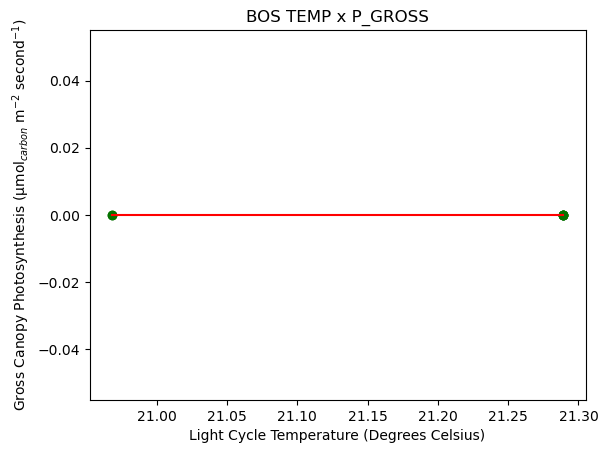 BOS TEMP x P_GROSS
Gross Canopy Photosynthesis (μmol_carbon m⁻² second⁻¹)
0.04
0.02
0.00
−0.02
−0.04
21.00 21.05 21.10 21.15 21.20 21.25 21.30
Light Cycle Temperature (Degrees Celsius)